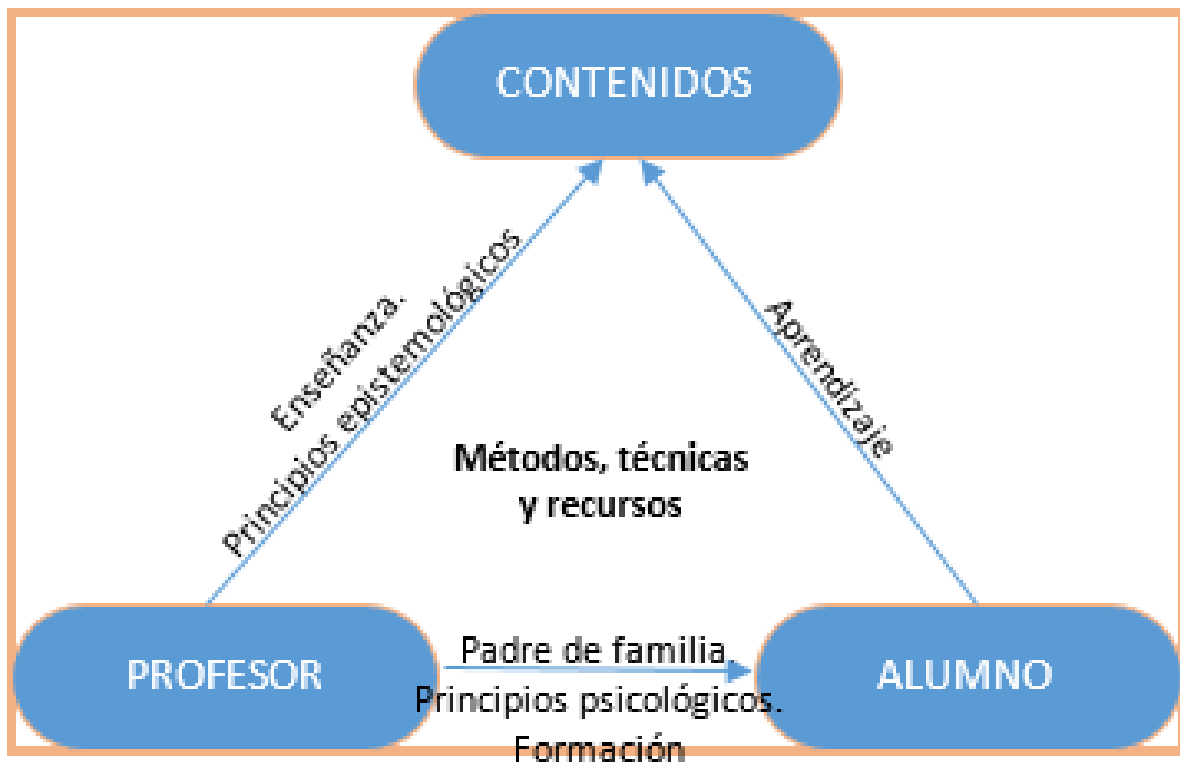 CONTENIDOS
Enseñanza.
Principios epistemológicos
Aprendizaje
Métodos, técnicas
y recursos
PROFESOR
Padre de familia.
Principios psicológicos.
Formación
ALUMNO